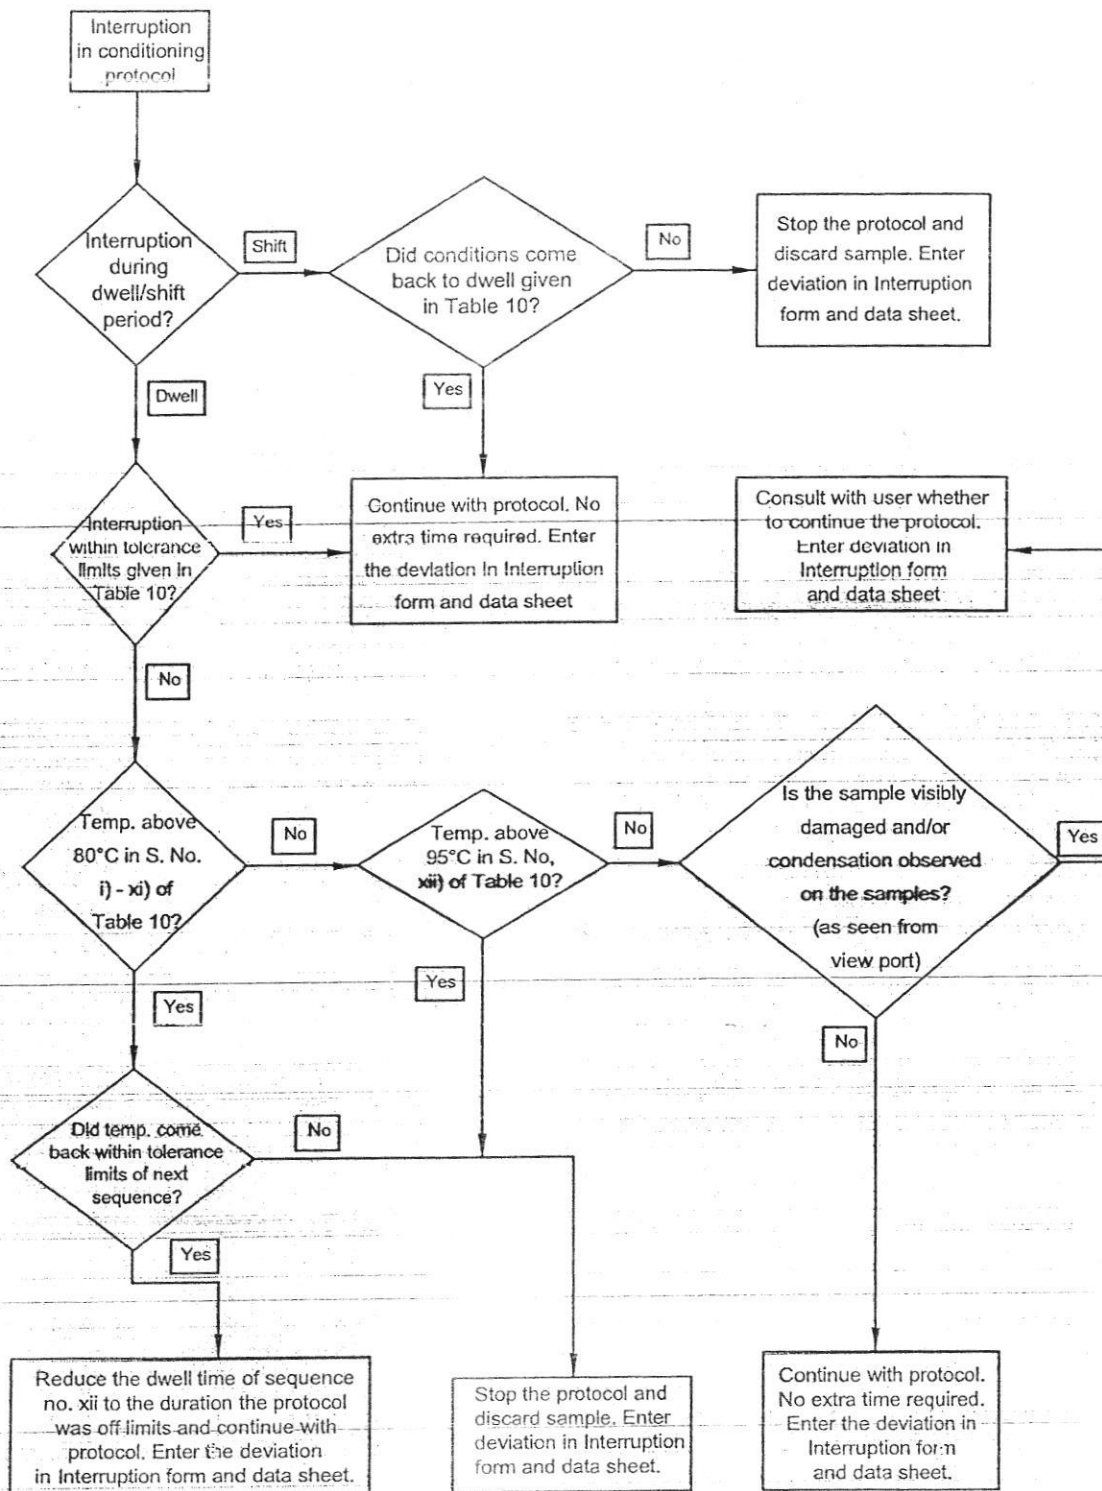 Interruption
in conditioning
protocol
Interruption
during
dwell/shift
period?
Shift
Did conditions come
back to dwell given
in Table 10?
No
Stop the protocol and
discard sample. Enter
deviation in Interruption
form and data sheet.
Dwell
Yes
Interruption
within tolerance
limits given in
Table 10?
Yes
Continue with protocol. No
extra time required. Enter
the deviation in Interruption
form and data sheet
Consult with user whether
to continue the protocol.
Enter deviation in
Interruption form
and data sheet
No
Temp. above
80°C in S. No.
i) - xi) of
Table 10?
No
Temp. above
95°C in S. No,
xii) of Table 10?
No
Is the sample visibly
damaged and/or
condensation observed
on the samples?
(as seen from
view port)
Yes
Yes
Yes
No
Did temp. come
back within tolerance
limits of next
sequence?
No
Yes
Reduce the dwell time of sequence
no. xii to the duration the protocol
was off limits and continue with
protocol. Enter the deviation
in Interruption form and data sheet.
Stop the protocol and
discard sample. Enter
deviation in Interruption
form and data sheet.
Continue with protocol.
No extra time required.
Enter the deviation in
Interruption form
and data sheet.